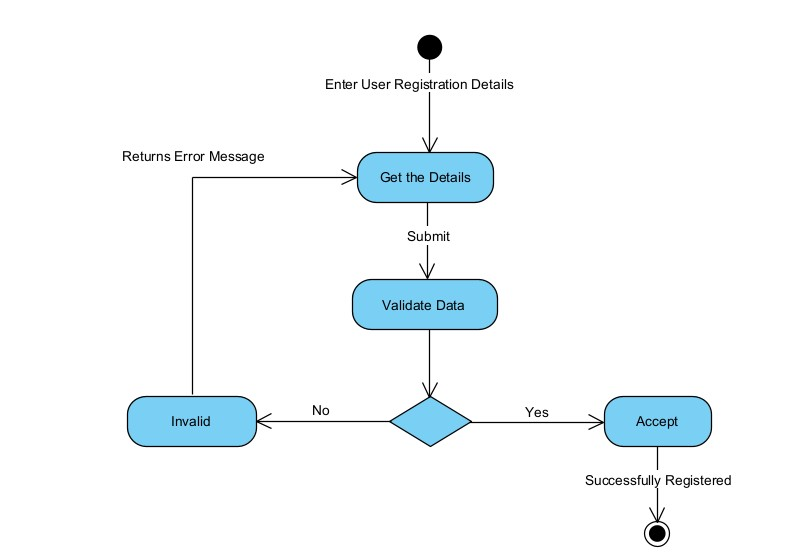 Enter User Registration Details
Returns Error Message
Get the Details
Submit
Validate Data
Invalid
No
Yes
Accept
Successfully Registered